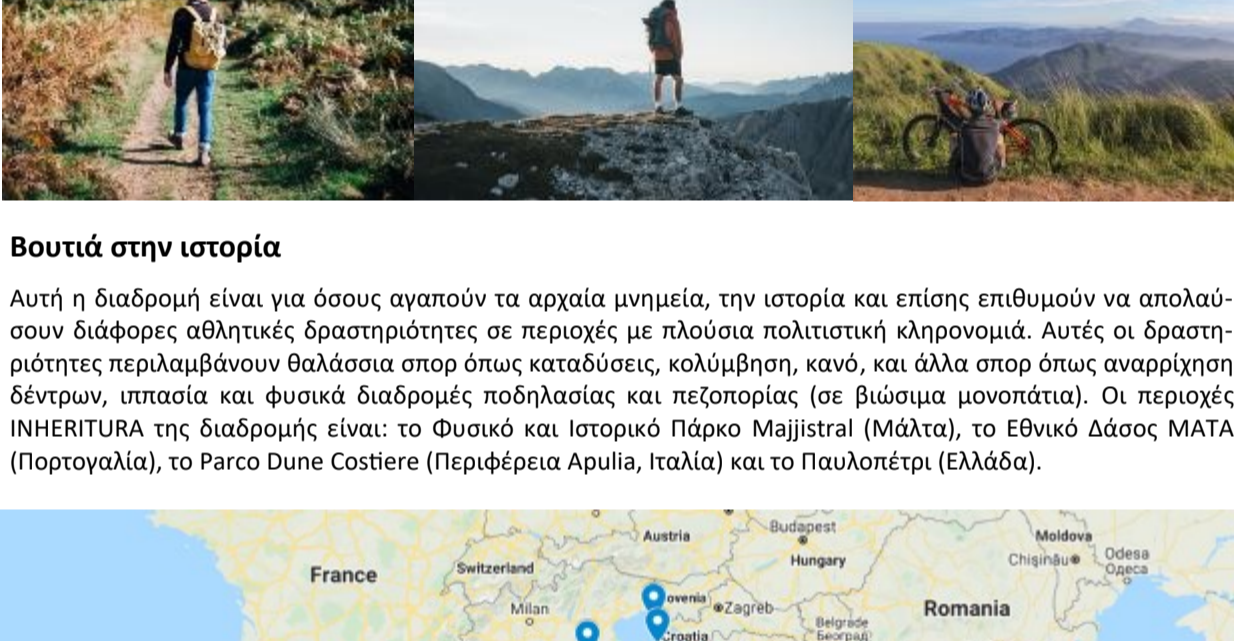 Βουτιά στην ιστορία
Αυτή η διαδρομή είναι για όσους αγαπούν τα αρχαία μνημεία, την ιστορία και επίσης επιθυμούν να απολαύ-
σουν διάφορες αθλητικές δραστηριότητες σε περιοχές με πλούσια πολιτιστική κληρονομιά. Αυτές οι δραστη-
ριότητες περιλαμβάνουν θαλάσσια σπορ όπως καταδύσεις, κολύμβηση, κανό, και άλλα σπορ όπως αναρρίχηση
δέντρων, ιππασία και φυσικά διαδρομές ποδηλασίας και πεζοπορίας (σε βιώσιμα μονοπάτια). Οι περιοχές
INHERITURA της διαδρομής είναι: το Φυσικό και Ιστορικό Πάρκο Majjistral (Μάλτα), το Εθνικό Δάσος MATA
(Πορτογαλία), το Parco Dune Costiere (Περιφέρεια Apulia, Ιταλία) και το Παυλοπέτρι (Ελλάδα).
Budapest
Austria
Moldova
Odesa
Одеса
Hungary
Chișinău
Switzerland
France
ovenia
Zagreb
Milan
Romania
Belgrade
Београд
Croatia